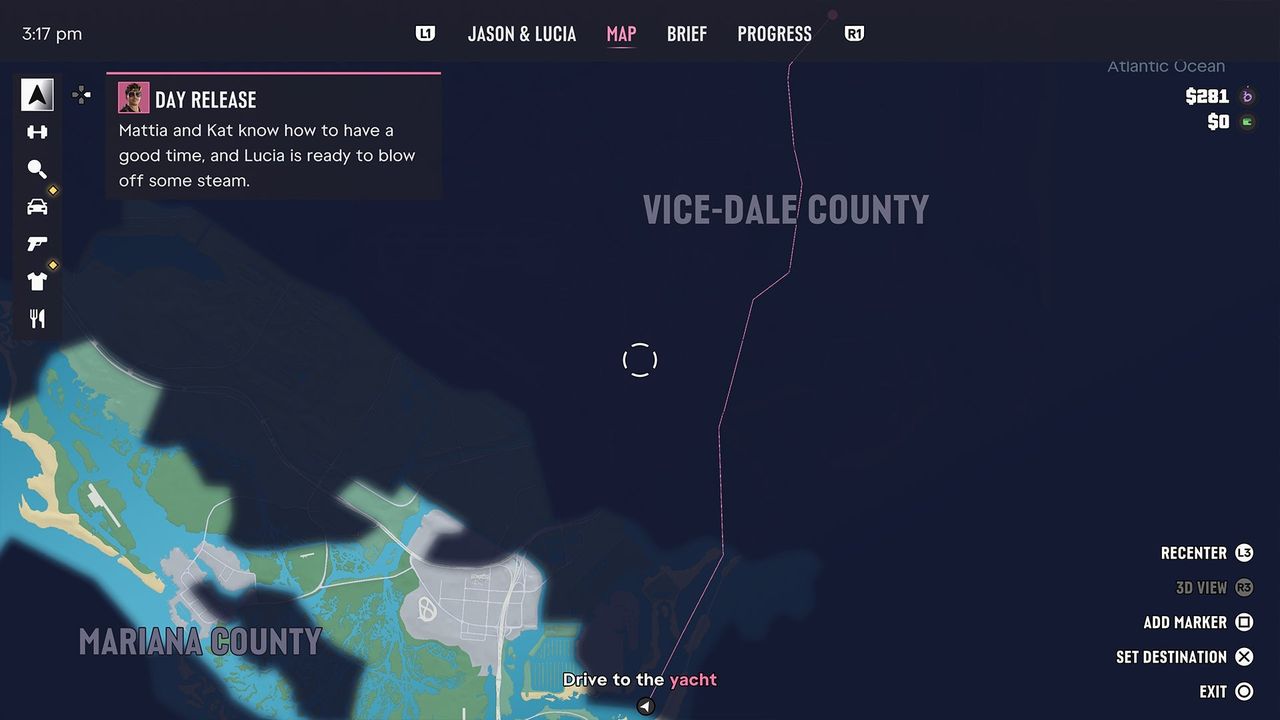 3:17 pm
L1 JASON & LUCIA MAP BRIEF PROGRESS R1
Atlantic Ocean
$281
$0
DAY RELEASE
Mattia and Kat know how to have a
good time, and Lucia is ready to blow
off some steam.
VICE-DALE COUNTY
MARIANA COUNTY
Drive to the yacht
RECENTER L3
3D VIEW R3
ADD MARKER
SET DESTINATION
EXIT